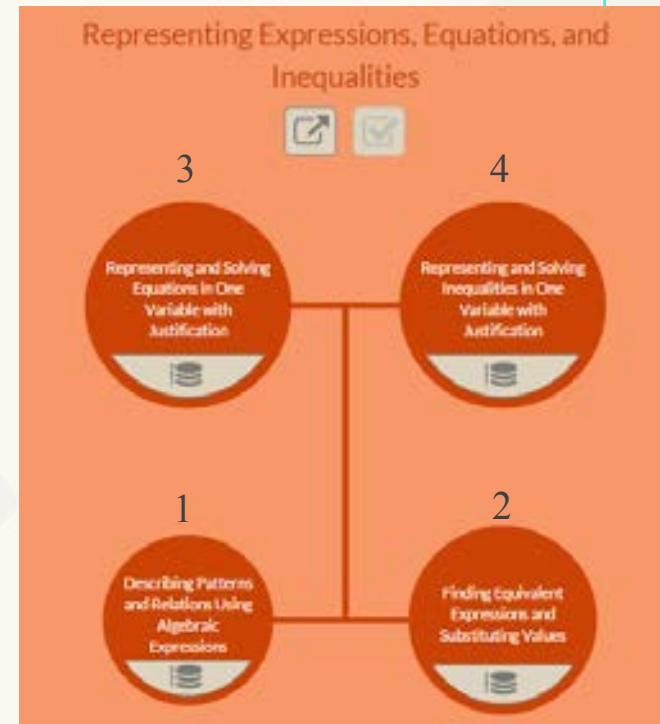 Representing Expressions, Equations, and
Inequalities
3
4
Representing and Solving
Equations in One
Variable with
Justification
Representing and Solving
Inequalities in One
Variable with
Justification
1
2
Describing Patterns
and Relations Using
Algebraic
Expressions
Finding Equivalent
Expressions and
Substituting Values